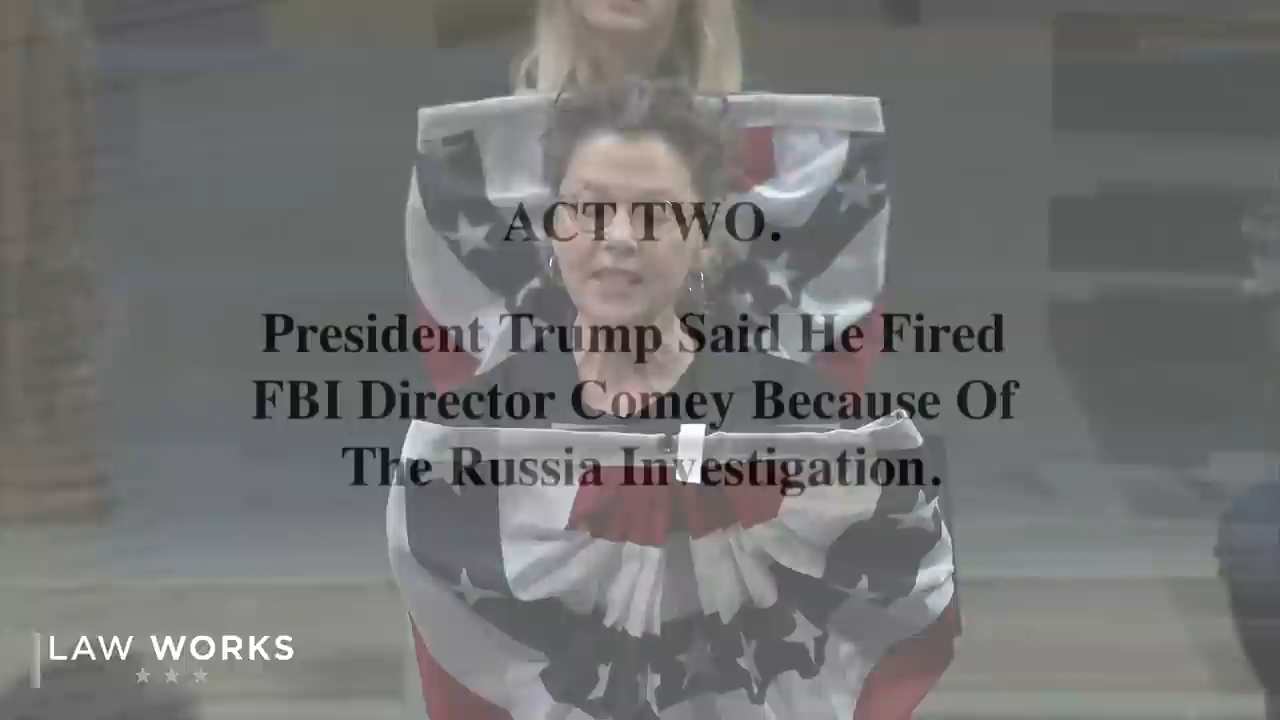 ACT TWO.
President Trump Said He Fired
FBI Director Comey Because Of
The Russia Investigation.
LAW WORKS